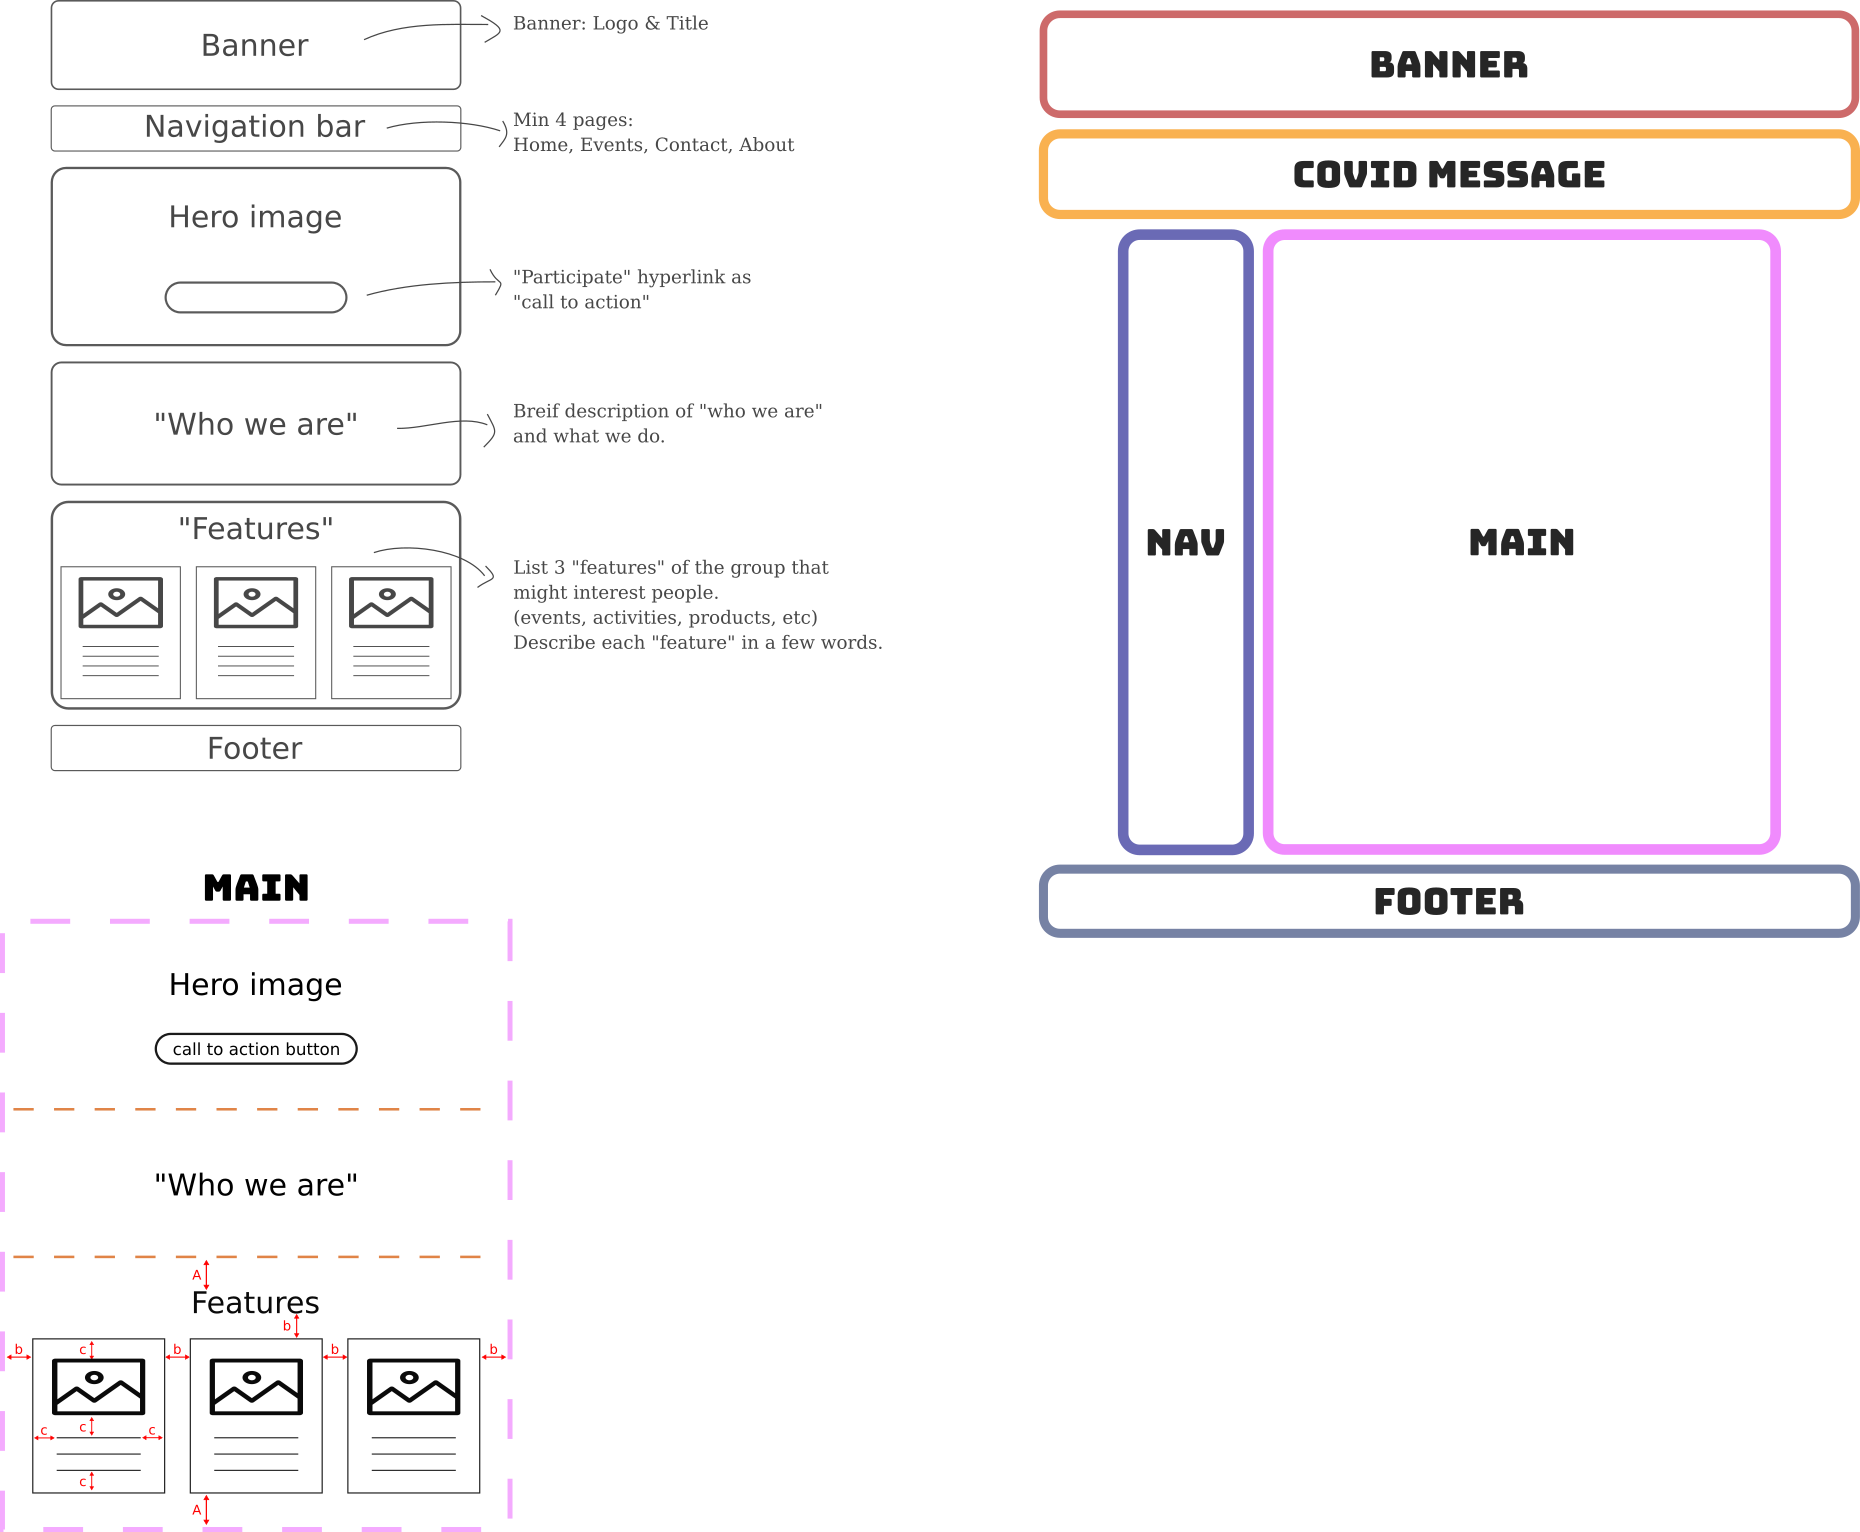 Banner
Banner: Logo & Title
Navigation bar
Min 4 pages:
Home, Events, Contact, About
Hero image
"Participate" hyperlink as
"call to action"
"Who we are"
Breif description of "who we are"
and what we do.
"Features"
List 3 "features" of the group that
might interest people.
(events, activities, products, etc)
Describe each "feature" in a few words.
Footer
BANNER
COVID MESSAGE
NAV
MAIN
FOOTER
MAIN
Hero image
call to action button
"Who we are"
A
Features
b
b
c
b
b
b
c
c
c
c
A